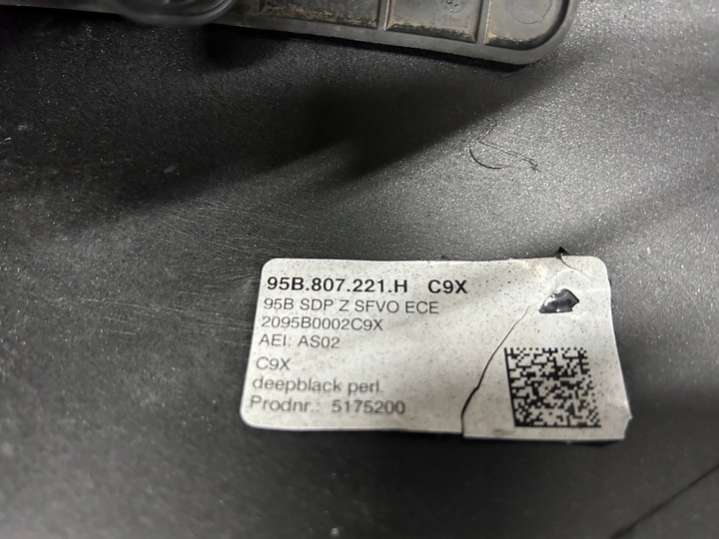 95B.807.221.H C9X
95B SDP Z SFVO ECE
2095B0002C9X
AEI: AS02
C9X
deepblack perl.
Prodnr.: 5175200